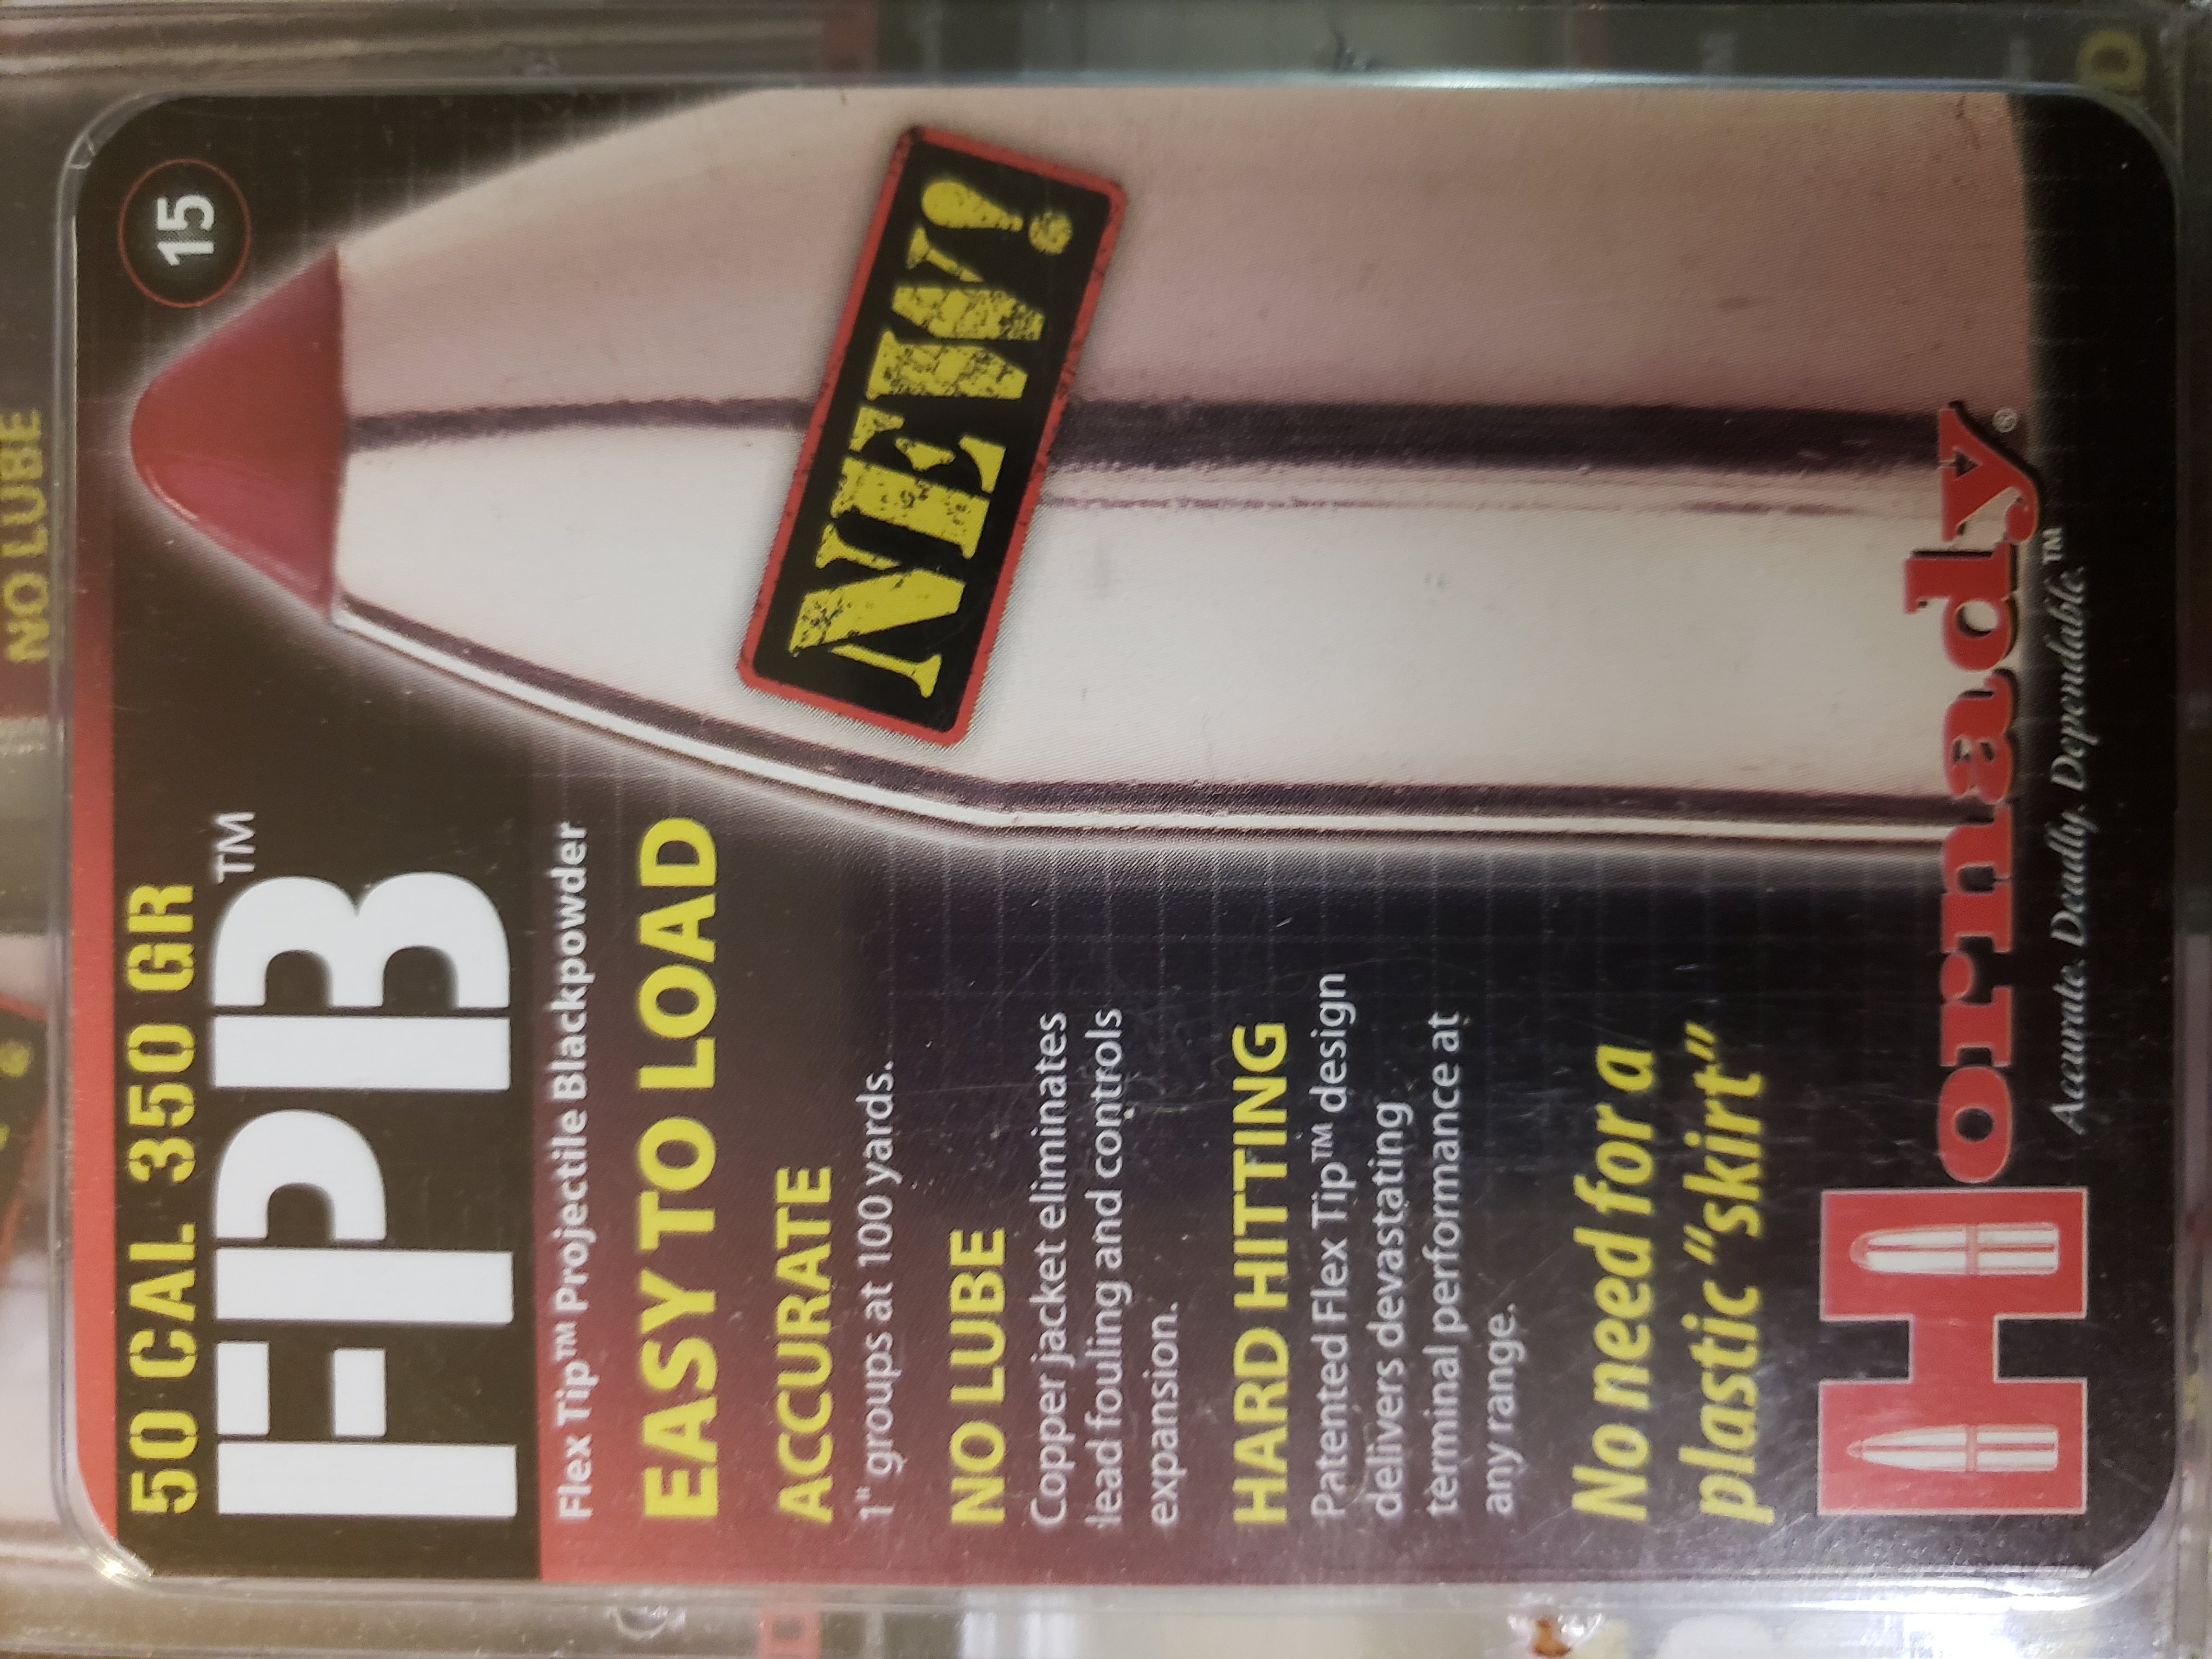 50 CAL 350 GR
15
FPB™
Flex Tip™ Projectile Blackpowder
EASY TO LOAD
ACCURATE
1" groups at 100 yards.
NO LUBE
Copper jacket eliminates
lead fouling and controls
expansion.
HARD HITTING
Patented Flex Tip™ design
delivers devastating
terminal performance at
any range.
No need for a
plastic "skirt"
NEW!
Hornady®
Accurate. Deadly. Dependable.™
NO LUBE